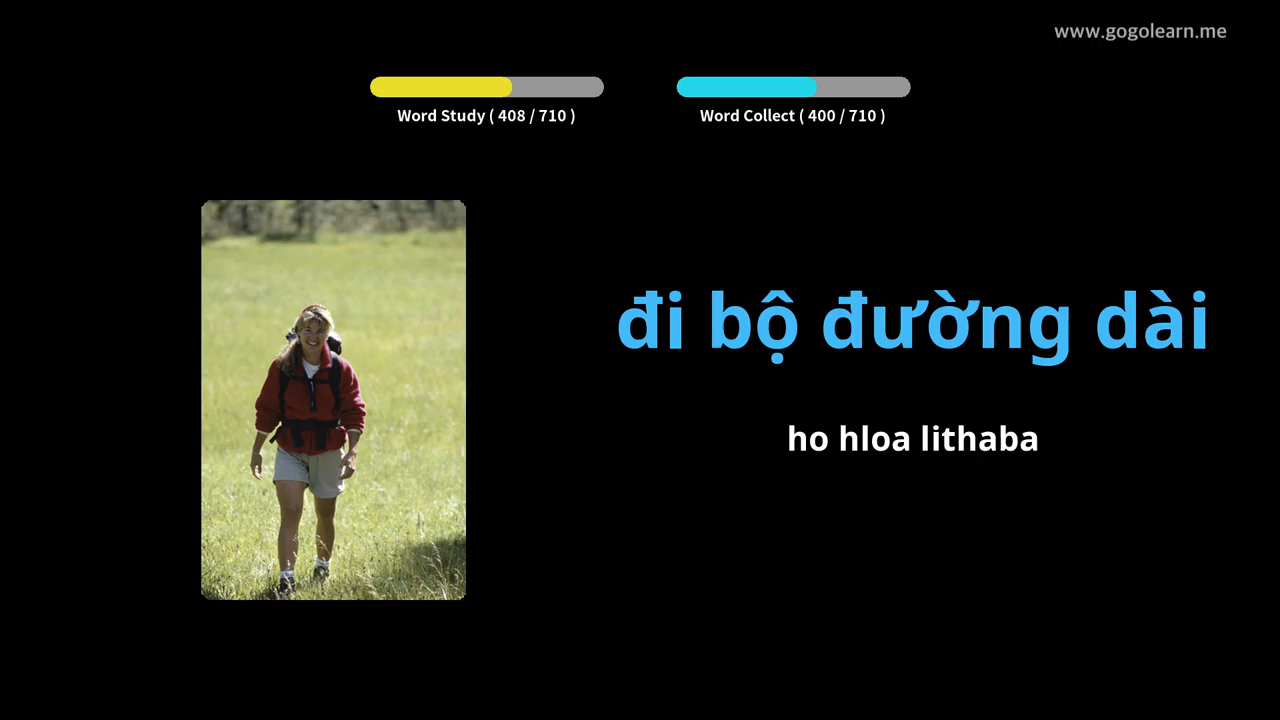 www.gogolearn.me
Word Study ( 408 / 710 )
Word Collect ( 400 / 710 )
đi bộ đường dài
ho hloa lithaba